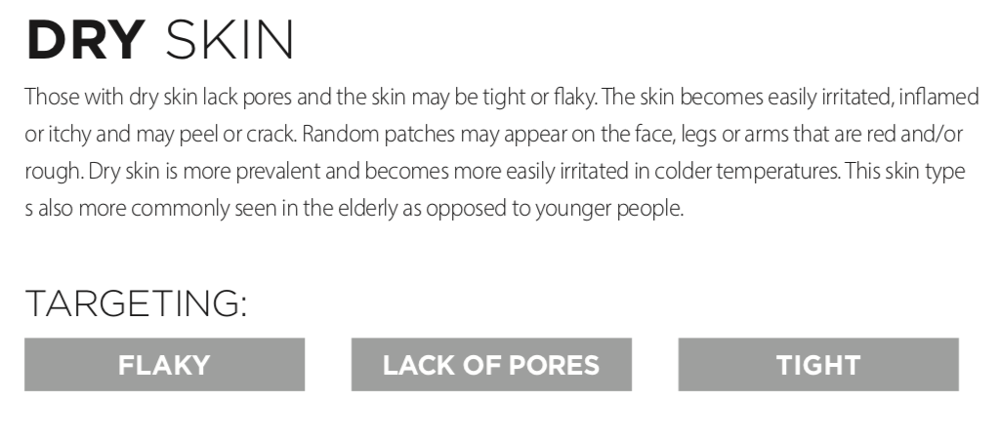 DRY SKIN
Those with dry skin lack pores and the skin may be tight or flaky. The skin becomes easily irritated, inflamed
or itchy and may peel or crack. Random patches may appear on the face, legs or arms that are red and/or
rough. Dry skin is more prevalent and becomes more easily irritated in colder temperatures. This skin type
s also more commonly seen in the elderly as opposed to younger people.
TARGETING:
FLAKY
LACK OF PORES
TIGHT